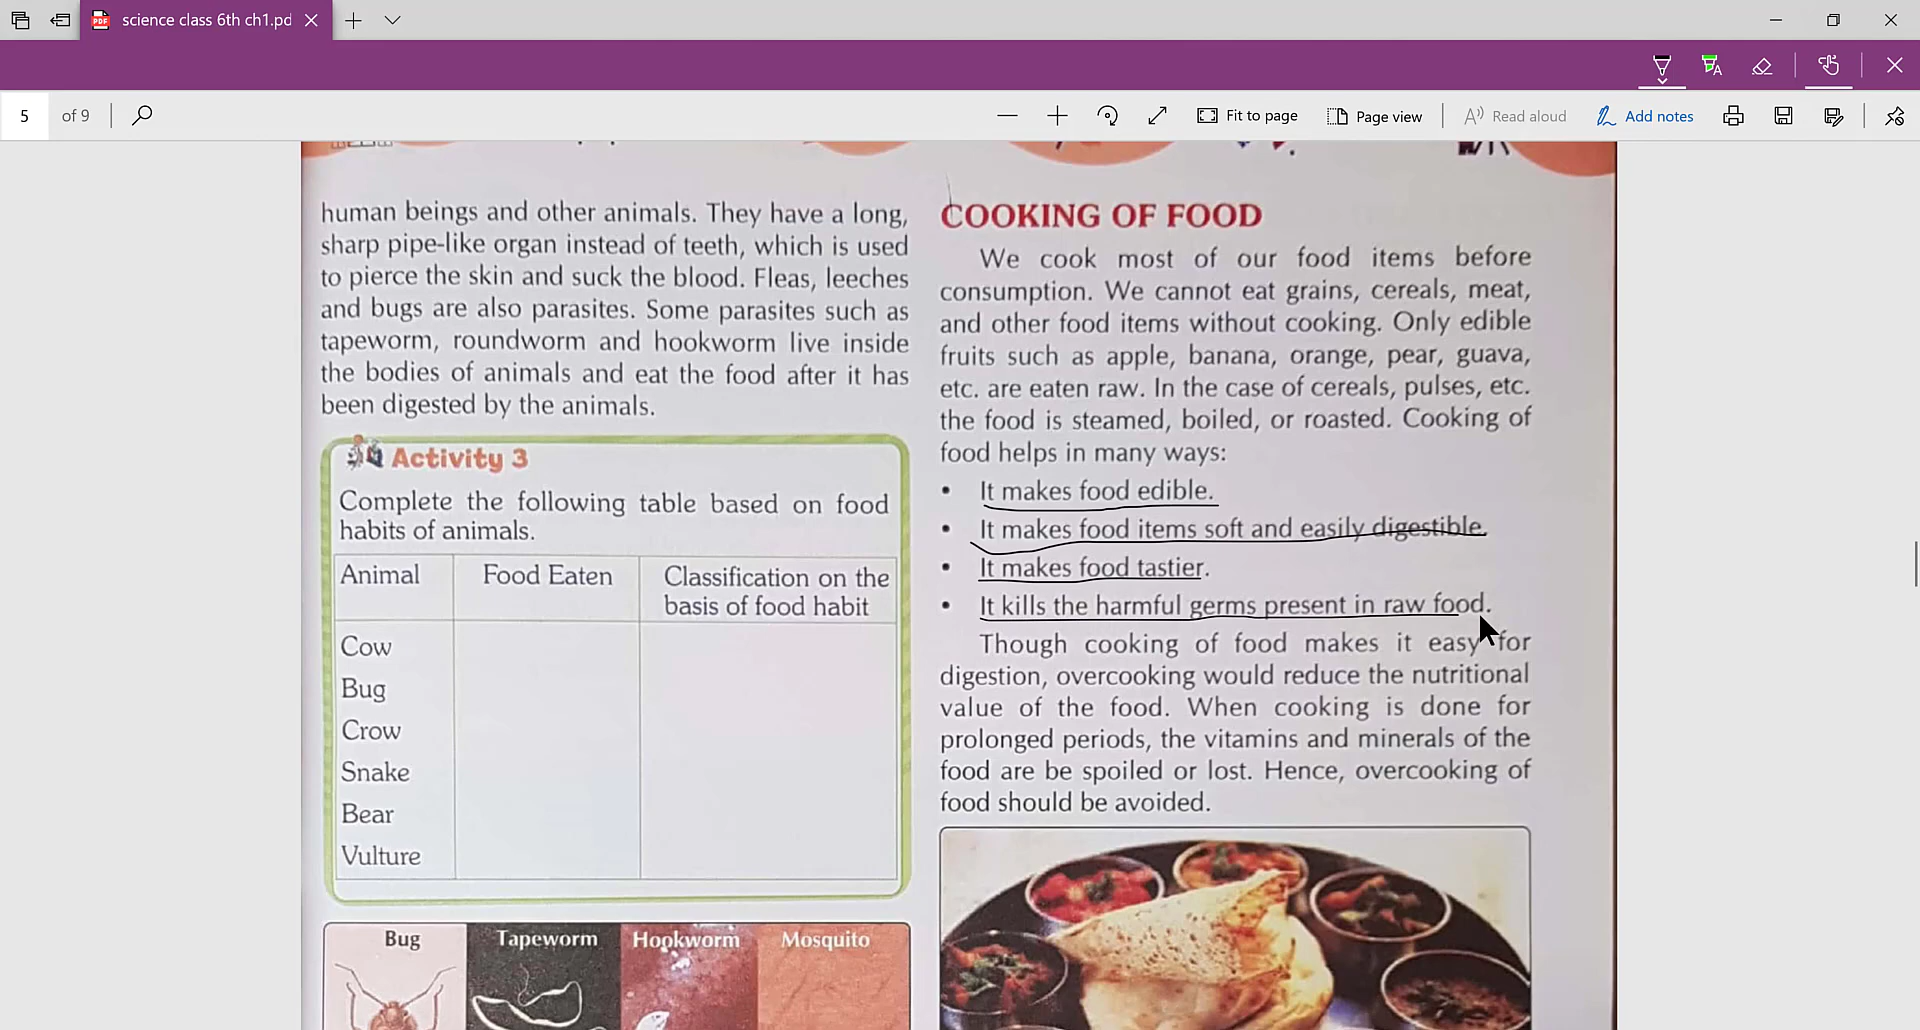 science class 6th ch1.pd
5 of 9
Fit to page
Page view
Read aloud
Add notes
human beings and other animals. They have a long,
sharp pipe-like organ instead of teeth, which is used
to pierce the skin and suck the blood. Fleas, leeches
and bugs are also parasites. Some parasites such as
tapeworm, roundworm and hookworm live inside
the bodies of animals and eat the food after it has
been digested by the animals.
Activity 3
Complete the following table based on food
habits of animals.
Animal Food Eaten Classification on the
basis of food habit
Cow
Bug
Crow
Snake
Bear
Vulture
Bug Tapeworm Hookworm Mosquito
COOKING OF FOOD
We cook most of our food items before
consumption. We cannot eat grains, cereals, meat,
and other food items without cooking. Only edible
fruits such as apple, banana, orange, pear, guava,
etc. are eaten raw. In the case of cereals, pulses, etc.
the food is steamed, boiled, or roasted. Cooking of
food helps in many ways:
• It makes food edible.
• It makes food items soft and easily digestible.
• It makes food tastier.
• It kills the harmful germs present in raw food.
Though cooking of food makes it easy for
digestion, overcooking would reduce the nutritional
value of the food. When cooking is done for
prolonged periods, the vitamins and minerals of the
food are be spoiled or lost. Hence, overcooking of
food should be avoided.